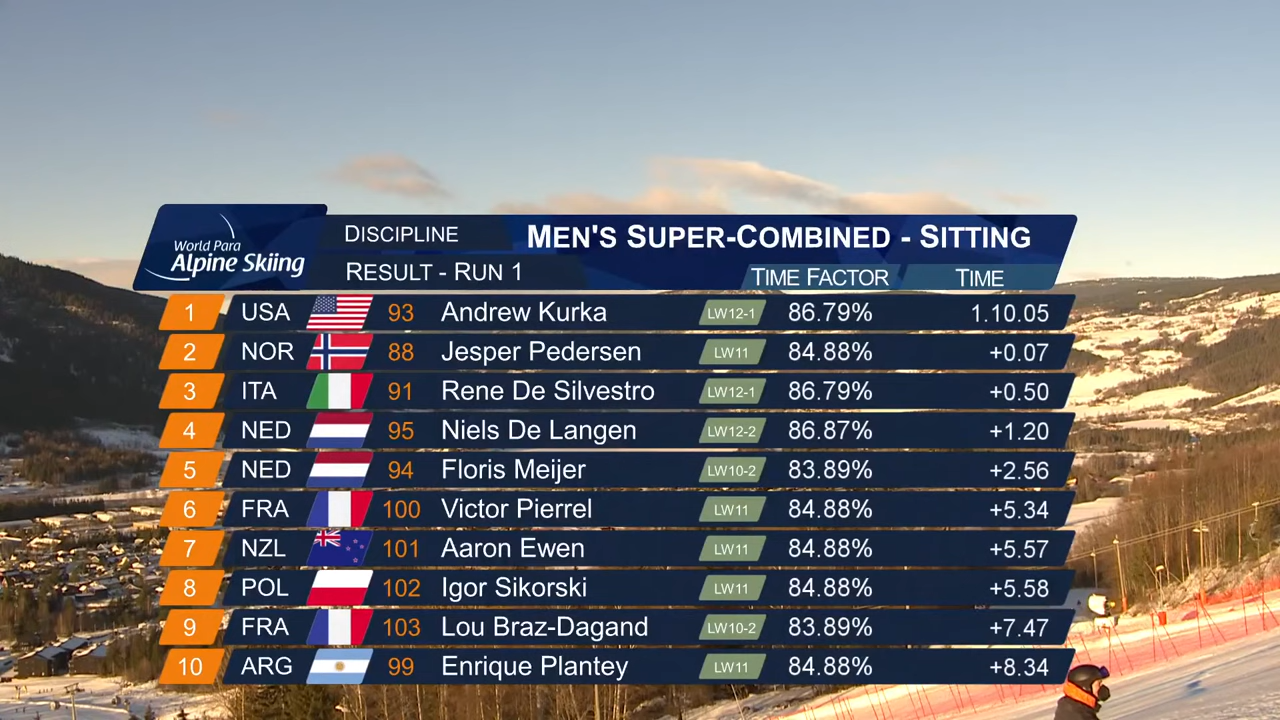 World Para
Alpine Skiing
DISCIPLINE MEN'S SUPER-COMBINED - SITTING
RESULT - RUN 1 TIME FACTOR TIME
1 USA 93 Andrew Kurka LW12-1 86.79% 1.10.05
2 NOR 88 Jesper Pedersen LW11 84.88% +0.07
3 ITA 91 Rene De Silvestro LW12-1 86.79% +0.50
4 NED 95 Niels De Langen LW12-2 86.87% +1.20
5 NED 94 Floris Meijer LW10-2 83.89% +2.56
6 FRA 100 Victor Pierrel LW11 84.88% +5.34
7 NZL 101 Aaron Ewen LW11 84.88% +5.57
8 POL 102 Igor Sikorski LW11 84.88% +5.58
9 FRA 103 Lou Braz-Dagand LW10-2 83.89% +7.47
10 ARG 99 Enrique Plantey LW11 84.88% +8.34